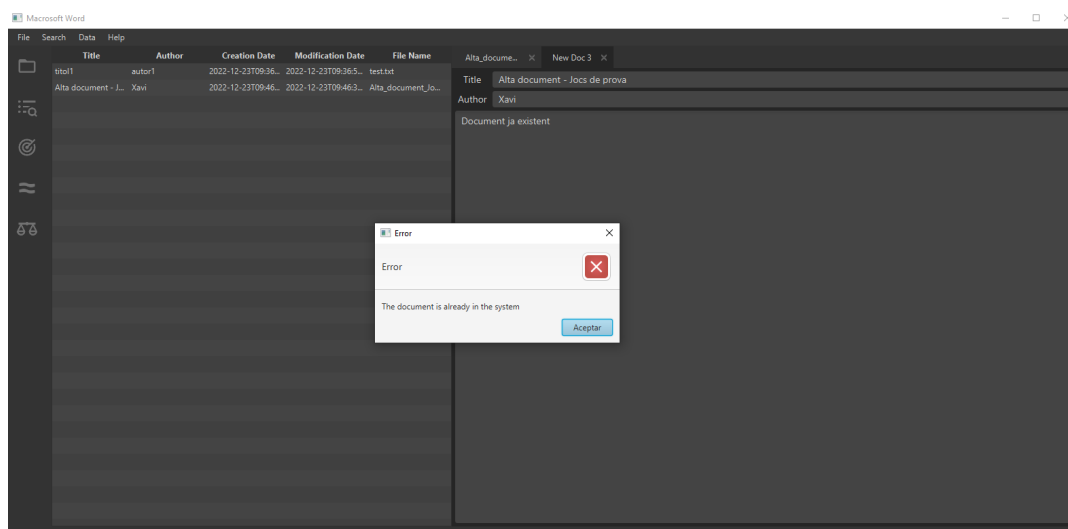 Macrosoft Word
File Search Data Help
Title Author Creation Date Modification Date File Name
titol1 autor1 2022-12-23T09:36... 2022-12-23T09:36:5... test.txt
Alta document - J... Xavi 2022-12-23T09:46... 2022-12-23T09:46:3... Alta_document_Jo...
Alta_docume... New Doc 3
Title Alta document - Jocs de prova
Author Xavi
Document ja existent
Error
Error
The document is already in the system
Aceptar